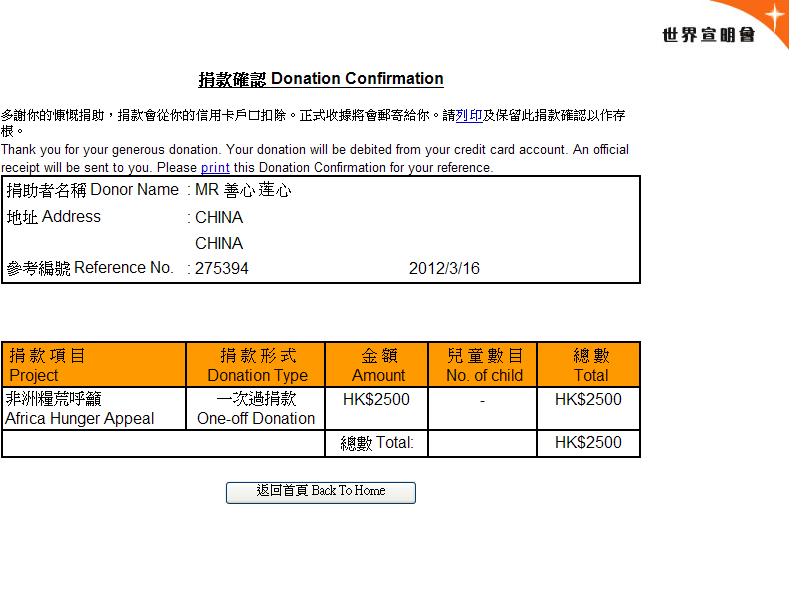 世界宣明會
捐款確認 Donation Confirmation
多謝你的慷慨捐助，捐款會從你的信用卡戶口扣除。正式收據將會郵寄給你。請列印及保留此捐款確認以作存
根。
Thank you for your generous donation. Your donation will be debited from your credit card account. An official
receipt will be sent to you. Please print this Donation Confirmation for your reference.
捐助者名稱 Donor Name : MR 善心蓮心
地址 Address : CHINA
CHINA
參考編號 Reference No. : 275394 2012/3/16
捐款項目 捐款形式 金額 兒童數目 總數
Project Donation Type Amount No. of child Total
非洲糧荒呼籲 一次過捐款 HK$2500 - HK$2500
Africa Hunger Appeal One-off Donation
總數 Total: HK$2500
返回首頁 Back To Home